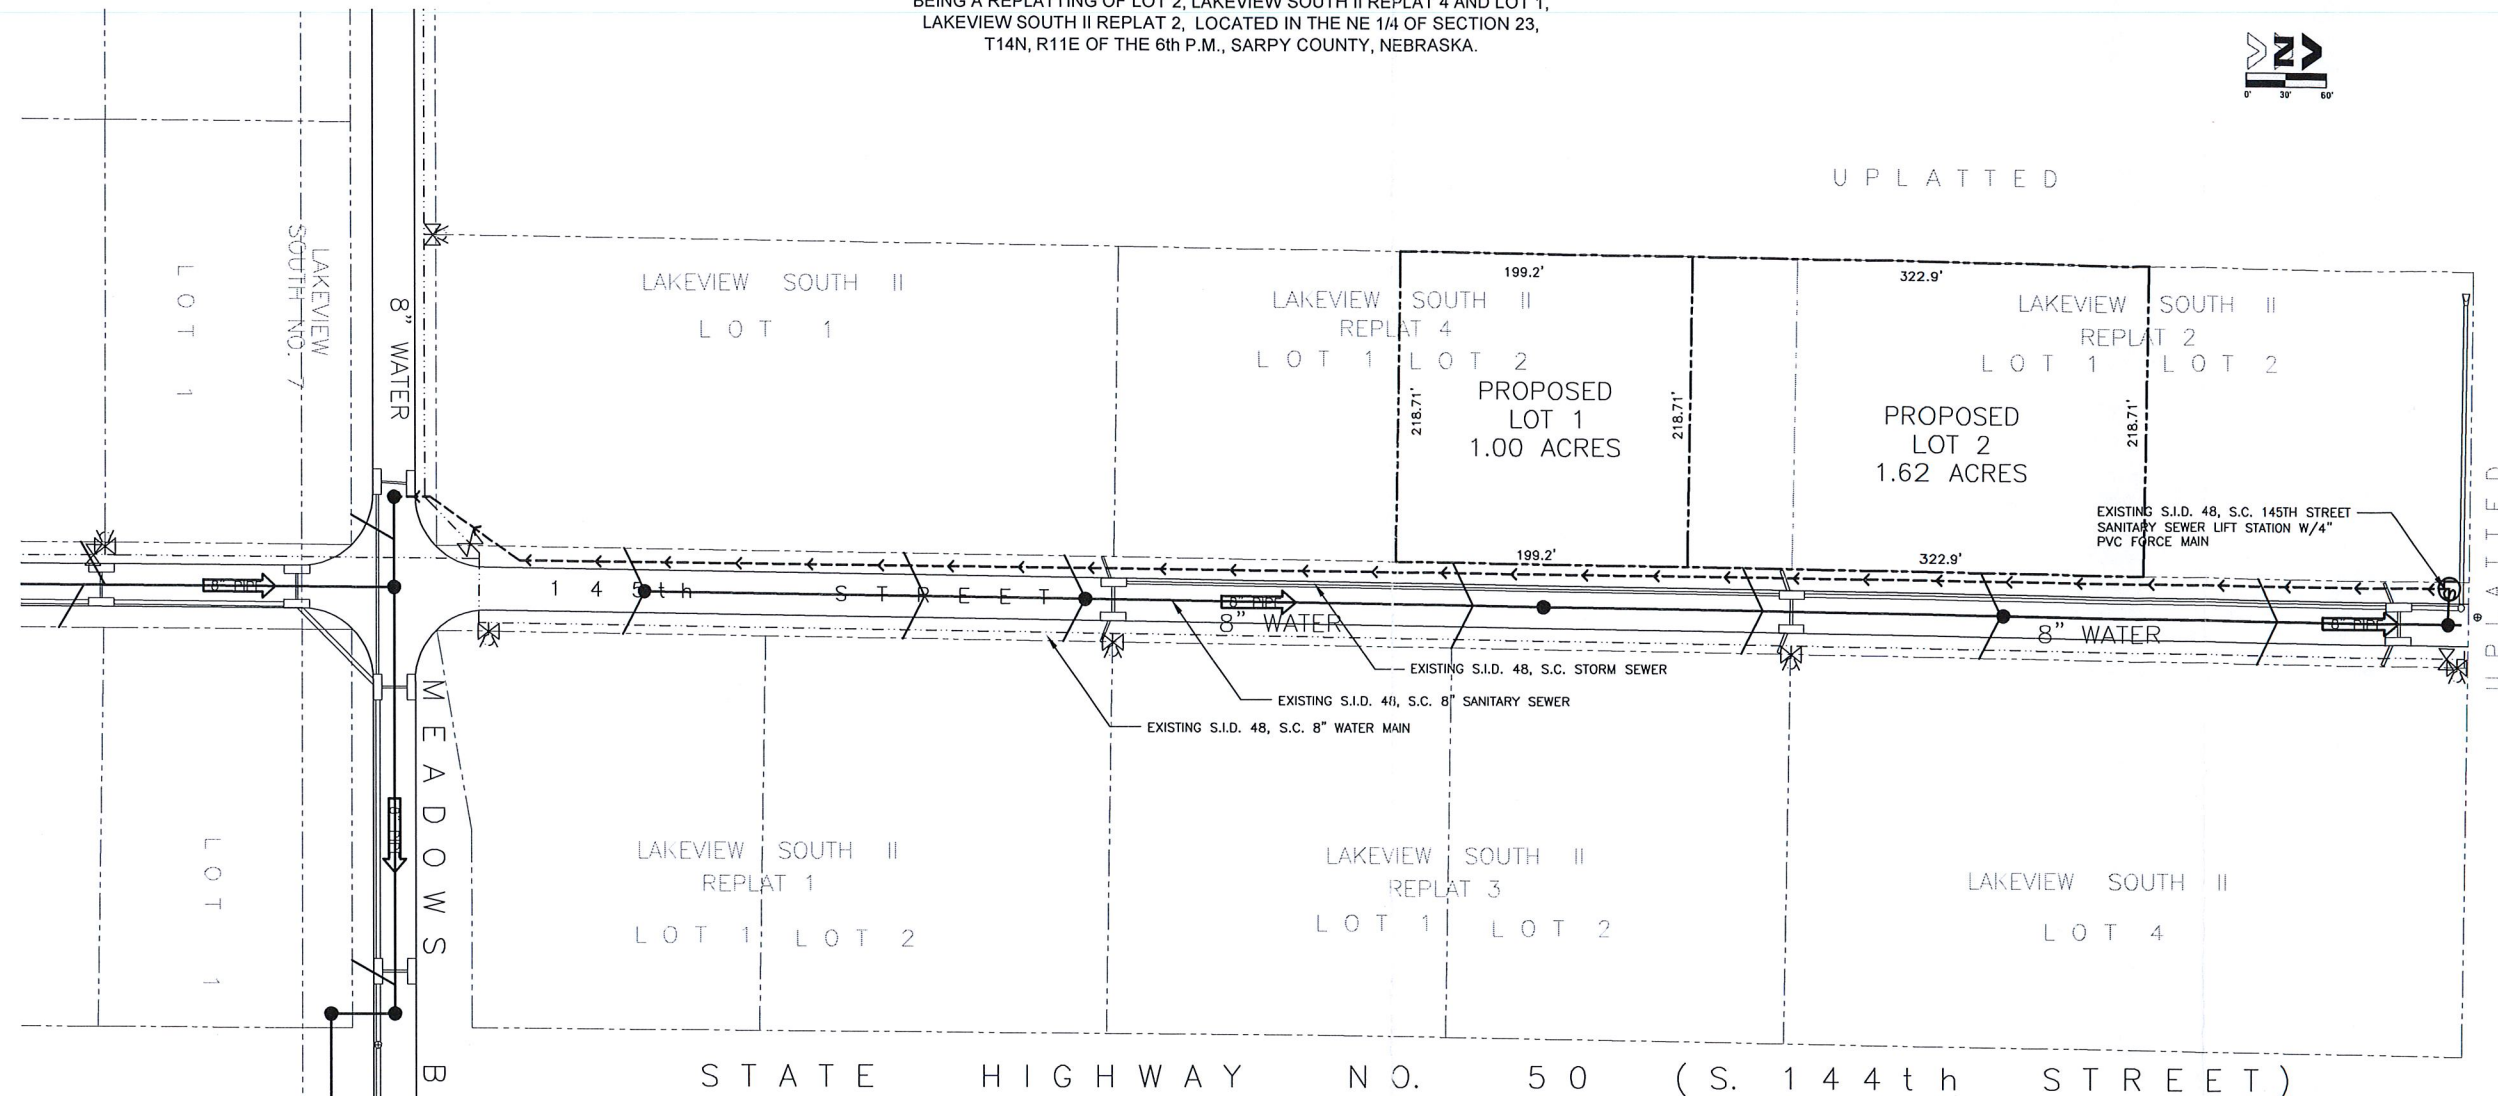 BEING A REPLATTING OF LOT 2, LAKEVIEW SOUTH II REPLAT 4 AND LOT 1,
LAKEVIEW SOUTH II REPLAT 2, LOCATED IN THE NE 1/4 OF SECTION 23,
T14N, R11E OF THE 6th P.M., SARPY COUNTY, NEBRASKA.
N
0' 30' 60'
UPLATTED
LAKEVIEW
SOUTH NO. 7
LOT 1
8" WATER
LAKEVIEW SOUTH II
LOT 1
LAKEVIEW SOUTH II
REPLAT 4
LOT 1 LOT 2
199.2'
218.71'
PROPOSED
LOT 1
1.00 ACRES
218.71'
199.2'
322.9'
LAKEVIEW SOUTH II
REPLAT 2
LOT 1 LOT 2
PROPOSED
LOT 2
1.62 ACRES
218.71'
322.9'
EXISTING S.I.D. 48, S.C. 145TH STREET
SANITARY SEWER LIFT STATION W/4"
PVC FORCE MAIN
8" PIPE
145th STREET
8" PIPE
8" WATER
8" WATER
8" PIPE
EXISTING S.I.D. 48, S.C. STORM SEWER
EXISTING S.I.D. 48, S.C. 8" SANITARY SEWER
EXISTING S.I.D. 48, S.C. 8" WATER MAIN
MEADOWS B
LOT 1
LAKEVIEW SOUTH II
REPLAT 1
LOT 1 LOT 2
LAKEVIEW SOUTH II
REPLAT 3
LOT 1 LOT 2
LAKEVIEW SOUTH II
LOT 4
STATE HIGHWAY NO. 50 (S. 144th STREET)